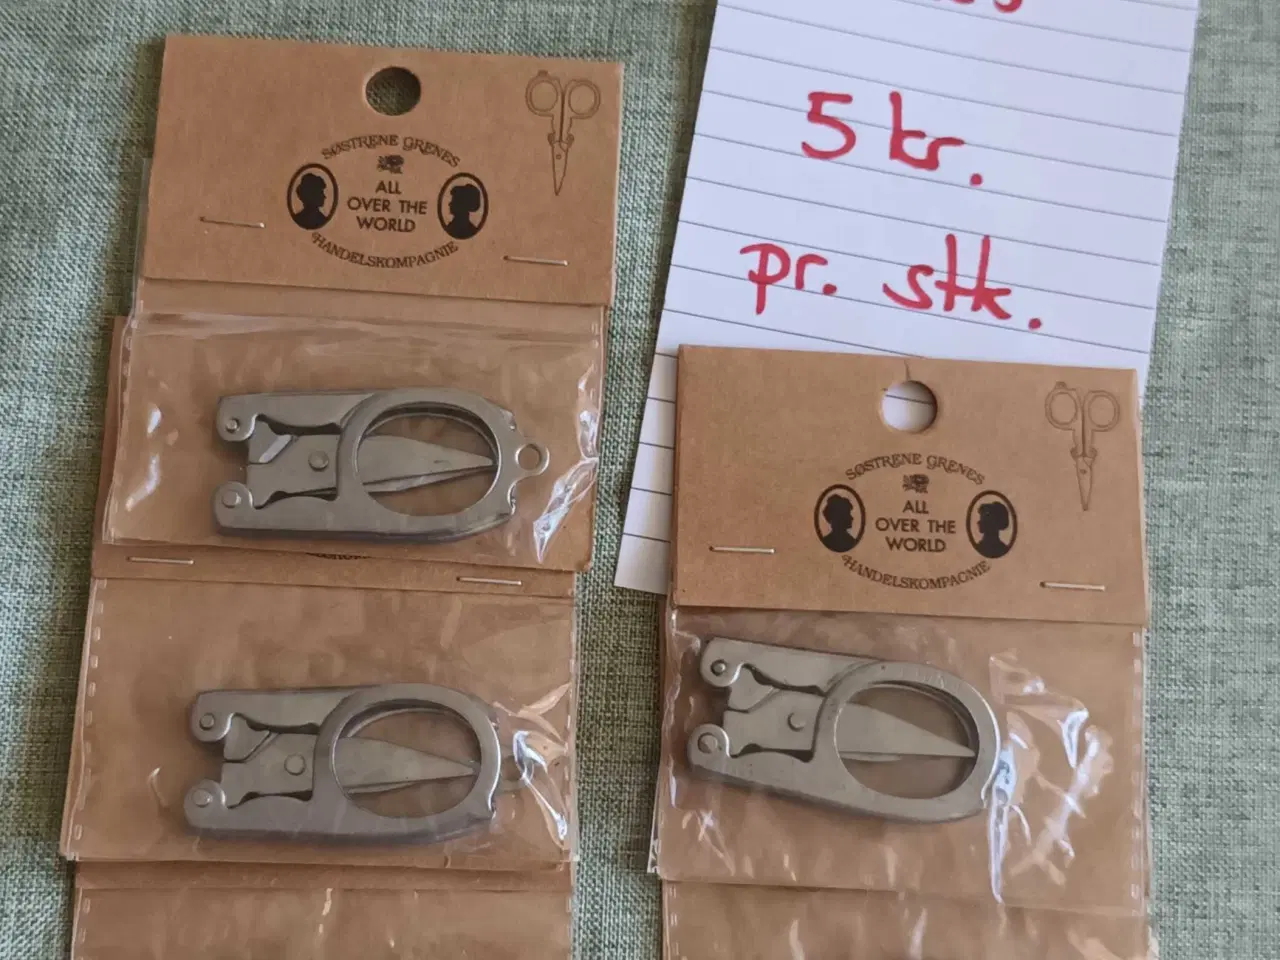 SØSTRENE GRENES
ALL
OVER THE
WORLD
HANDELSKOMPAGNIE
5 kr.
pr. stk.
SØSTRENE GRENES
ALL
OVER THE
WORLD
HANDELSKOMPAGNIE